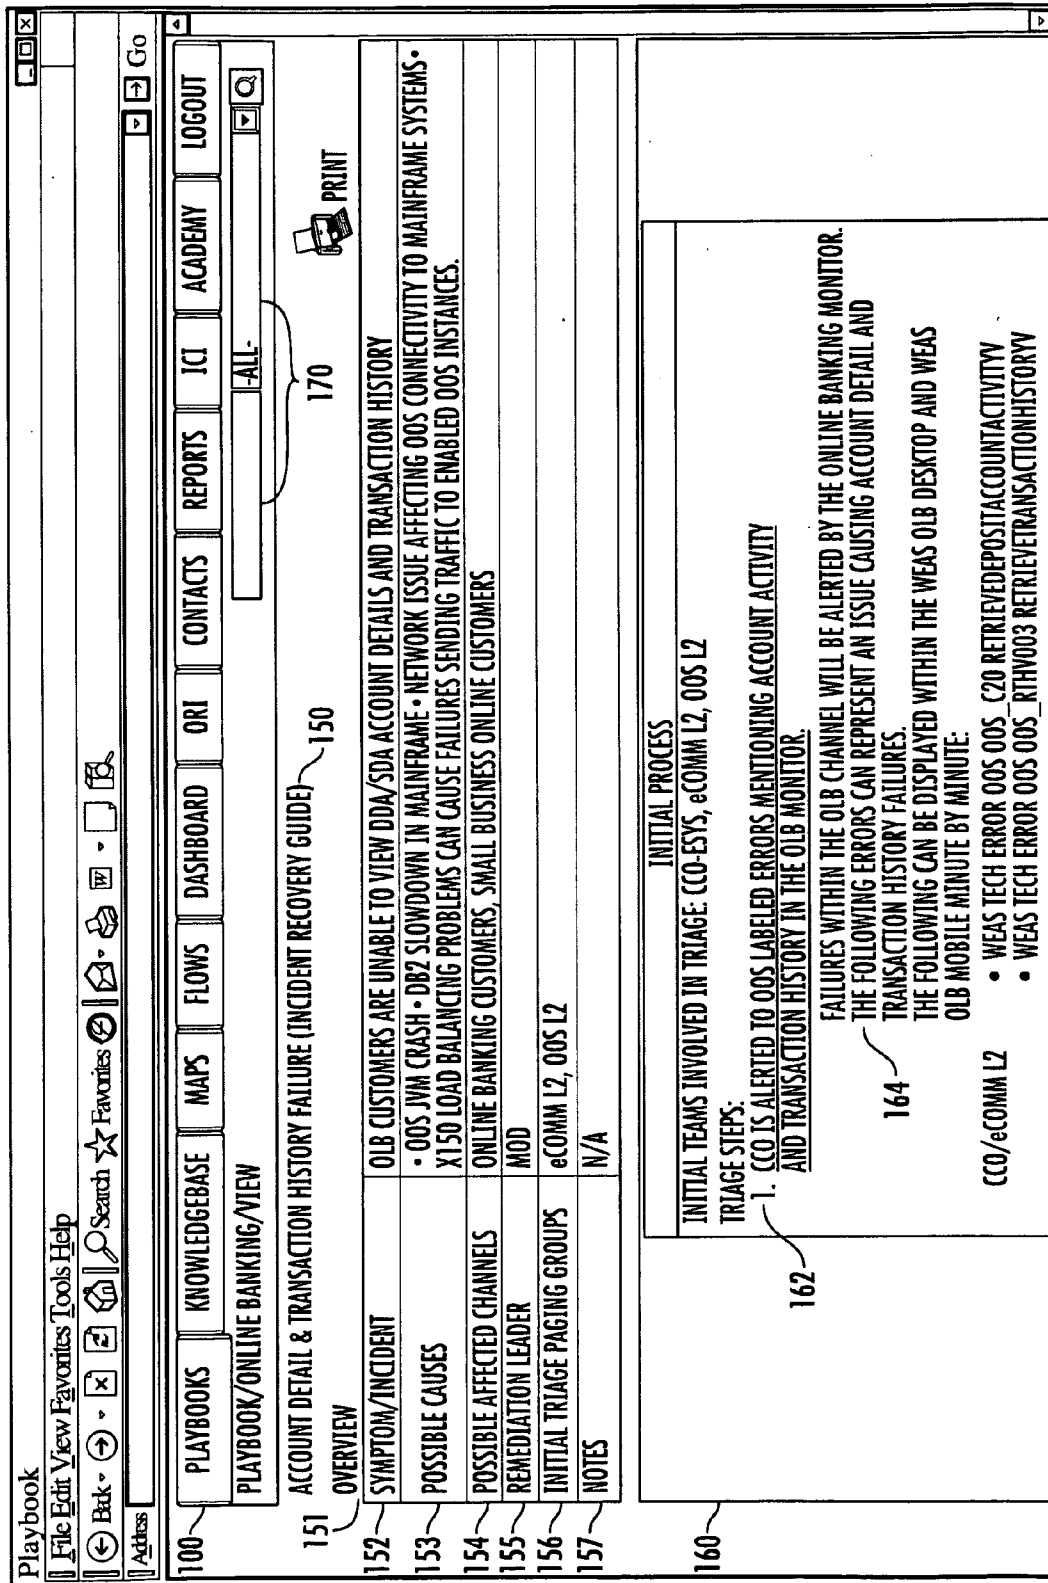 Playbook
File Edit View Favorites Tools Help
Back Search Favorites W
Address Go
100 PLAYBOOKS KNOWLEDGEBASE MAPS FLOWS DASHBOARD ORI CONTACTS REPORTS ICI ACADEMY LOGOUT
PLAYBOOK/ONLINE BANKING/VIEW -ALL-
170
ACCOUNT DETAIL & TRANSACTION HISTORY FAILURE (INCIDENT RECOVERY GUIDE) 150
PRINT
151 OVERVIEW
152 SYMPTOM/INCIDENT OLB CUSTOMERS ARE UNABLE TO VIEW DDA/SDA ACCOUNT DETAILS AND TRANSACTION HISTORY
153 POSSIBLE CAUSES • OOS JVM CRASH • DB2 SLOWDOWN IN MAINFRAME • NETWORK ISSUE AFFECTING OOS CONNECTIVITY TO MAINFRAME SYSTEMS •
X150 LOAD BALANCING PROBLEMS CAN CAUSE FAILURES SENDING TRAFFIC TO ENABLED OOS INSTANCES.
154 POSSIBLE AFFECTED CHANNELS ONLINE BANKING CUSTOMERS, SMALL BUSINESS ONLINE CUSTOMERS
155 REMEDIATION LEADER MOD
156 INITIAL TRIAGE PAGING GROUPS eCOMM L2, OOS L2
157 NOTES N/A
160
INITIAL PROCESS
INITIAL TEAMS INVOLVED IN TRIAGE: CCO-ESYS, eCOMM L2, OOS L2
TRIAGE STEPS:
162 1. CCO IS ALERTED TO OOS LABELED ERRORS MENTIONING ACCOUNT ACTIVITY
AND TRANSACTION HISTORY IN THE OLB MONITOR.
FAILURES WITHIN THE OLB CHANNEL WILL BE ALERTED BY THE ONLINE BANKING MONITOR.
THE FOLLOWING ERRORS CAN REPRESENT AN ISSUE CAUSING ACCOUNT DETAIL AND
164 TRANSACTION HISTORY FAILURES.
THE FOLLOWING CAN BE DISPLAYED WITHIN THE WEAS OLB DESKTOP AND WEAS
OLB MOBILE MINUTE BY MINUTE:
CCO/eCOMM L2 • WEAS TECH ERROR OOS OOS_C20 RETRIEVEDEPOSITACCOUNTACTIVITYV
• WEAS TECH ERROR OOS OOS_RTHV003 RETRIEVETRANSACTIONHISTORYV